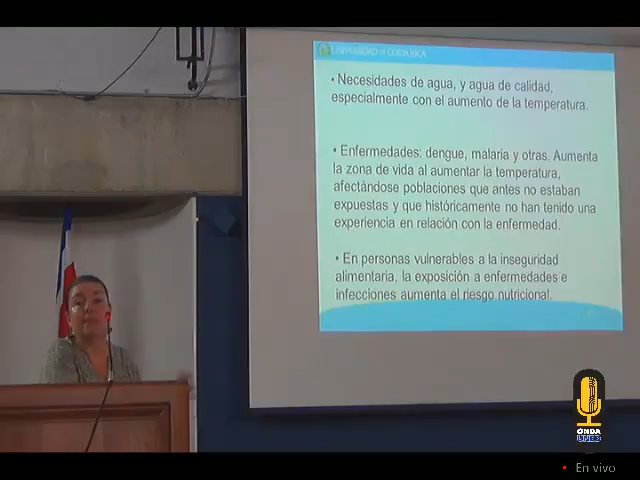 UNIVERSIDAD DE COSTA RICA
• Necesidades de agua, y agua de calidad,
especialmente con el aumento de la temperatura.
• Enfermedades: dengue, malaria y otras. Aumenta
la zona de vida al aumentar la temperatura,
afectándose poblaciones que antes no estaban
expuestas y que históricamente no han tenido una
experiencia en relación con la enfermedad.
• En personas vulnerables a la inseguridad
alimentaria, la exposición a enfermedades e
infecciones aumenta el riesgo nutricional.
ONDA
UNED
• En vivo